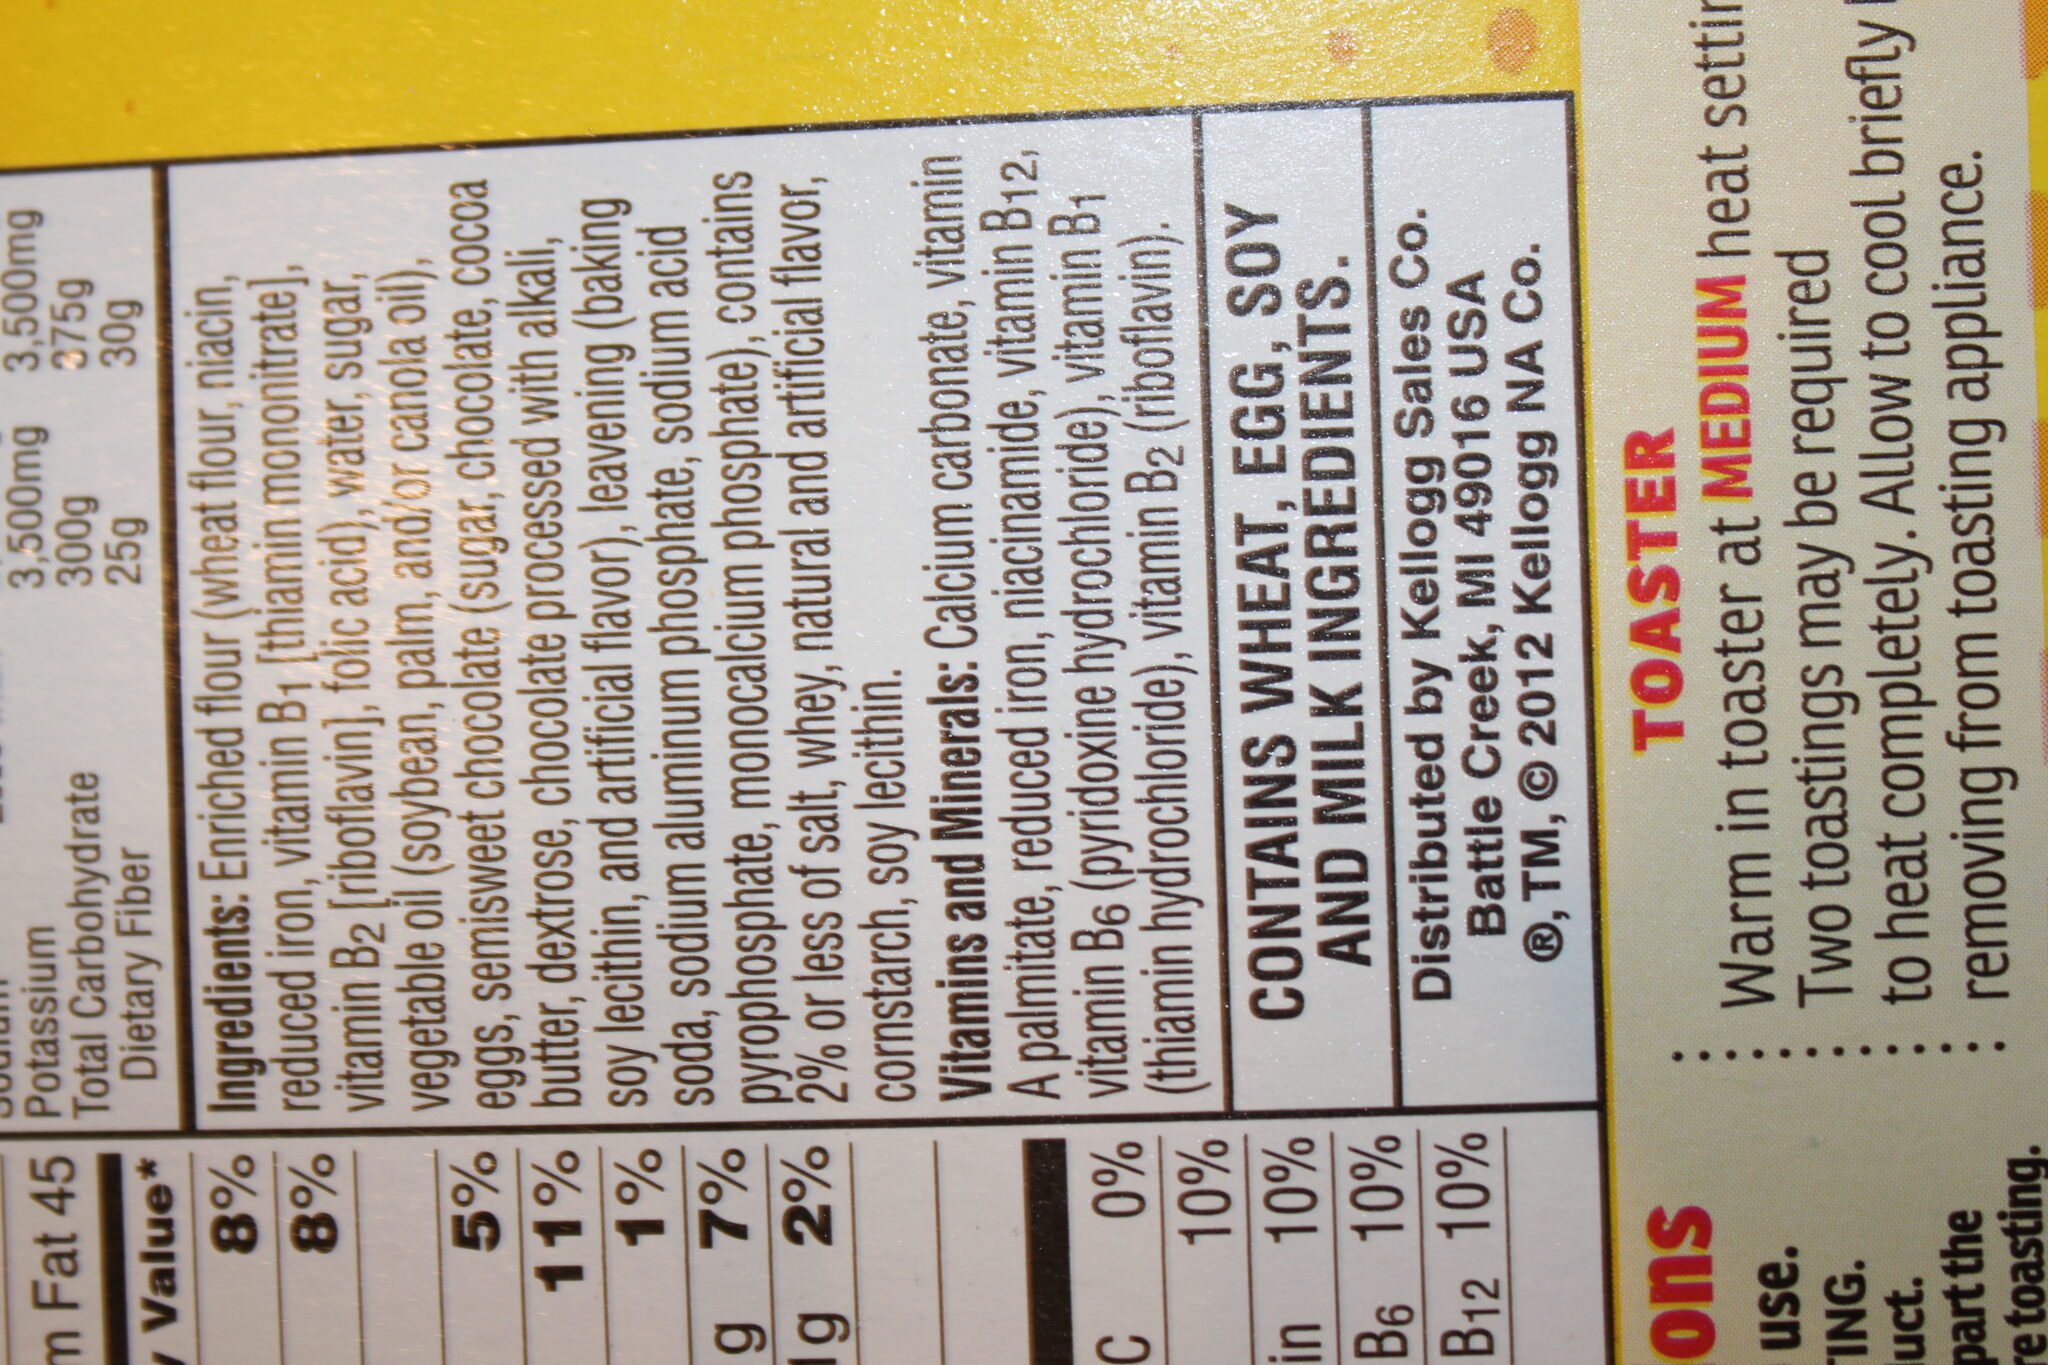 Potassium 3,500mg 3,500mg
Total Carbohydrate 300g 375g
Dietary Fiber 25g 30g
Ingredients: Enriched flour (wheat flour, niacin,
reduced iron, vitamin B1 [thiamin mononitrate],
vitamin B2 [riboflavin], folic acid), water, sugar,
vegetable oil (soybean, palm, and/or canola oil),
eggs, semisweet chocolate (sugar, chocolate, cocoa
butter, dextrose, chocolate processed with alkali,
soy lecithin, and artificial flavor), leavening (baking
soda, sodium aluminum phosphate, sodium acid
pyrophosphate, monocalcium phosphate), contains
2% or less of salt, whey, natural and artificial flavor,
cornstarch, soy lecithin.
Vitamins and Minerals: Calcium carbonate, vitamin
A palmitate, reduced iron, niacinamide, vitamin B12,
vitamin B6 (pyridoxine hydrochloride), vitamin B1
(thiamin hydrochloride), vitamin B2 (riboflavin).
CONTAINS WHEAT, EGG, SOY
AND MILK INGREDIENTS.
Distributed by Kellogg Sales Co.
Battle Creek, MI 49016 USA
®, TM, © 2012 Kellogg NA Co.
Fat 45
Value*
8%
8%
5%
11%
1%
g 7%
g 2%
C 0%
10%
in 10%
B6 10%
B12 10%
TOASTER
Warm in toaster at MEDIUM heat
Two toastings may be required
to heat completely. Allow to cool briefly
removing from toasting appliance.
ons
use.
TING.
uct.
part the
re toasting.